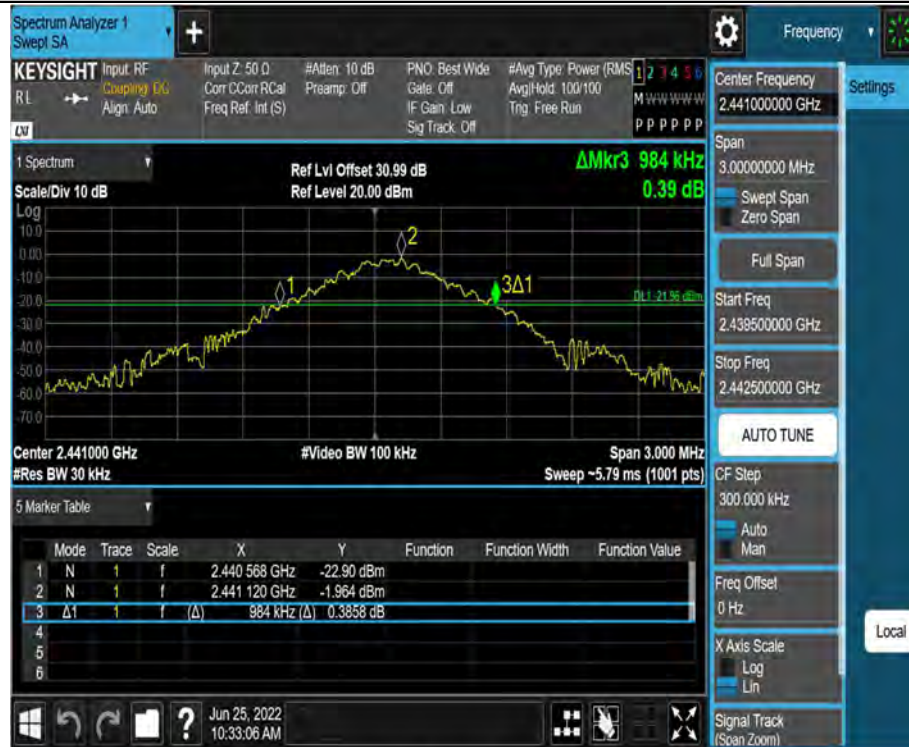 Spectrum Analyzer 1
Swept SA
Frequency
KEYSIGHT
RL
LXI
Input: RF
Coupling: DC
Align: Auto
Input Z: 50 Ω
Corr CCorr RCal
Freq Ref: Int (S)
#Atten: 10 dB
Preamp: Off
PNO: Best Wide
Gate: Off
IF Gain: Low
Sig Track: Off
#Avg Type: Power (RMS
Avg|Hold: 100/100
Trig: Free Run
1 2 3 4 5 6
M W W W W W
P P P P P P
Center Frequency
2.441000000 GHz
Settings
1 Spectrum
Scale/Div 10 dB
Ref Lvl Offset 30.99 dB
Ref Level 20.00 dBm
ΔMkr3 984 kHz
0.39 dB
Log
10.0
0.00
-10.0
-20.0
-30.0
-40.0
-50.0
-60.0
-70.0
1
2
3Δ1
DL1 -21.96 dBm
Center 2.441000 GHz
#Video BW 100 kHz
Span 3.000 MHz
#Res BW 30 kHz
Sweep ~5.79 ms (1001 pts)
Span
3.00000000 MHz
Swept Span
Zero Span
Full Span
Start Freq
2.439500000 GHz
Stop Freq
2.442500000 GHz
AUTO TUNE
CF Step
300.000 kHz
Auto
Man
Freq Offset
0 Hz
X Axis Scale
Log
Lin
Signal Track
(Span Zoom)
Local
5 Marker Table
Mode Trace Scale X Y Function Function Width Function Value
1 N 1 f 2.440 568 GHz -22.90 dBm
2 N 1 f 2.441 120 GHz -1.964 dBm
3 Δ1 1 f (Δ) 984 kHz (Δ) 0.3858 dB
4
5
6
?
Jun 25, 2022
10:33:06 AM